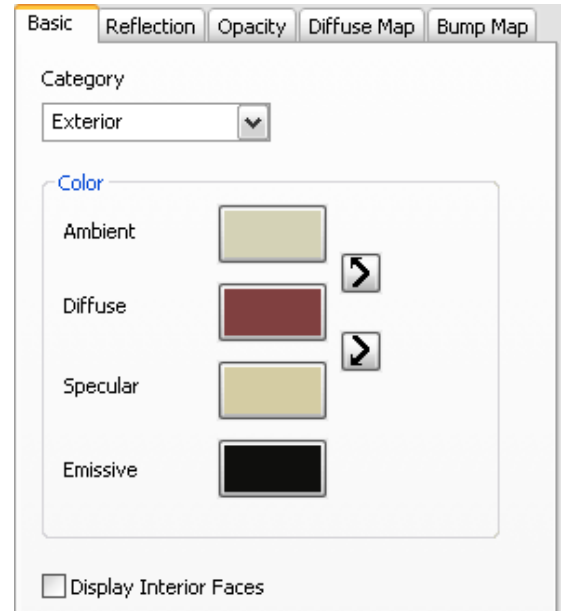 Basic Reflection Opacity Diffuse Map Bump Map
Category
Exterior
Color
Ambient
Diffuse
Specular
Emissive
Display Interior Faces